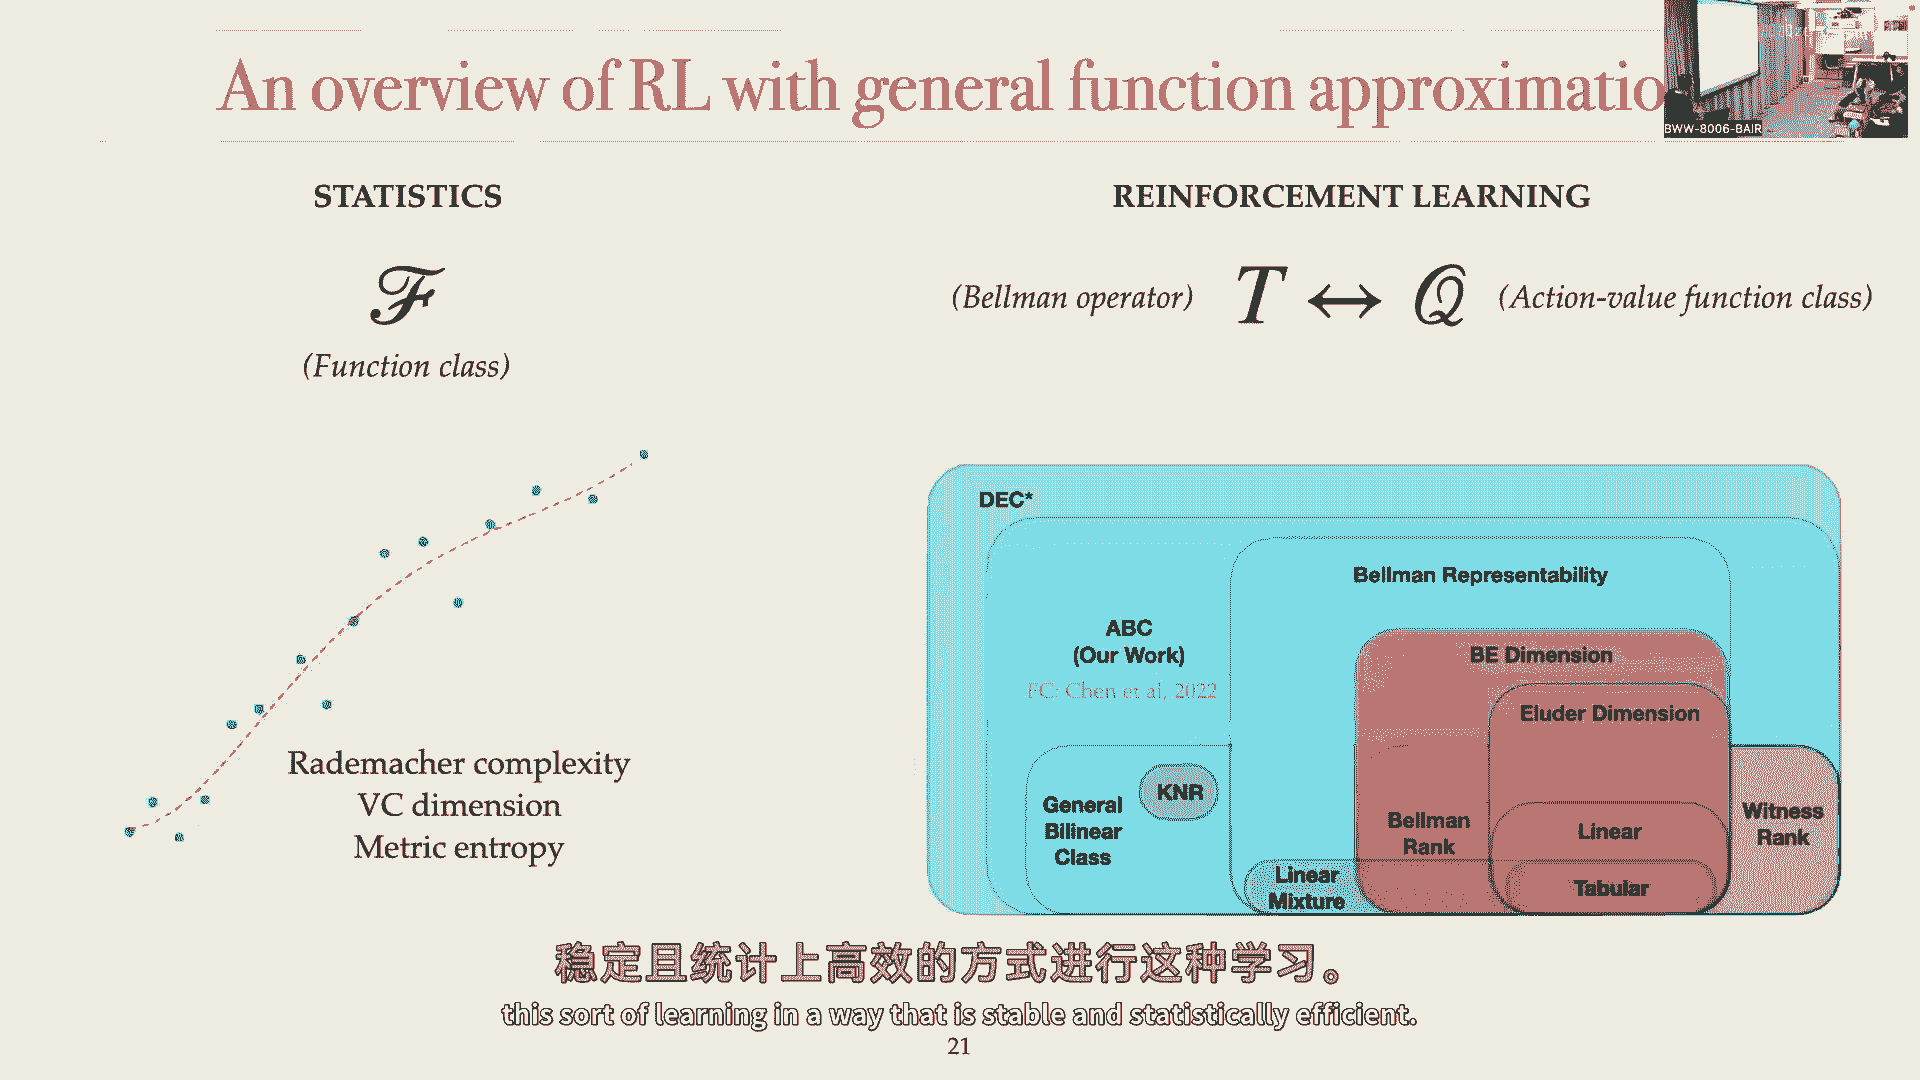 An overview of RL with general function approximatio
BWW-8006-BAIR
STATISTICS
ℱ
(Function class)
Rademacher complexity
VC dimension
Metric entropy
REINFORCEMENT LEARNING
(Bellman operator) T ↔ 𝒬 (Action-value function class)
DEC*
Bellman Representability
ABC
(Our Work)
FC: Chen et al, 2022
BE Dimension
Eluder Dimension
General
Bilinear
Class
KNR
Bellman
Rank
Linear
Witness
Rank
Linear
Mixture
Tabular
稳定且统计上高效的方式进行这种学习。
this sort of learning in a way that is stable and statistically efficient.
21